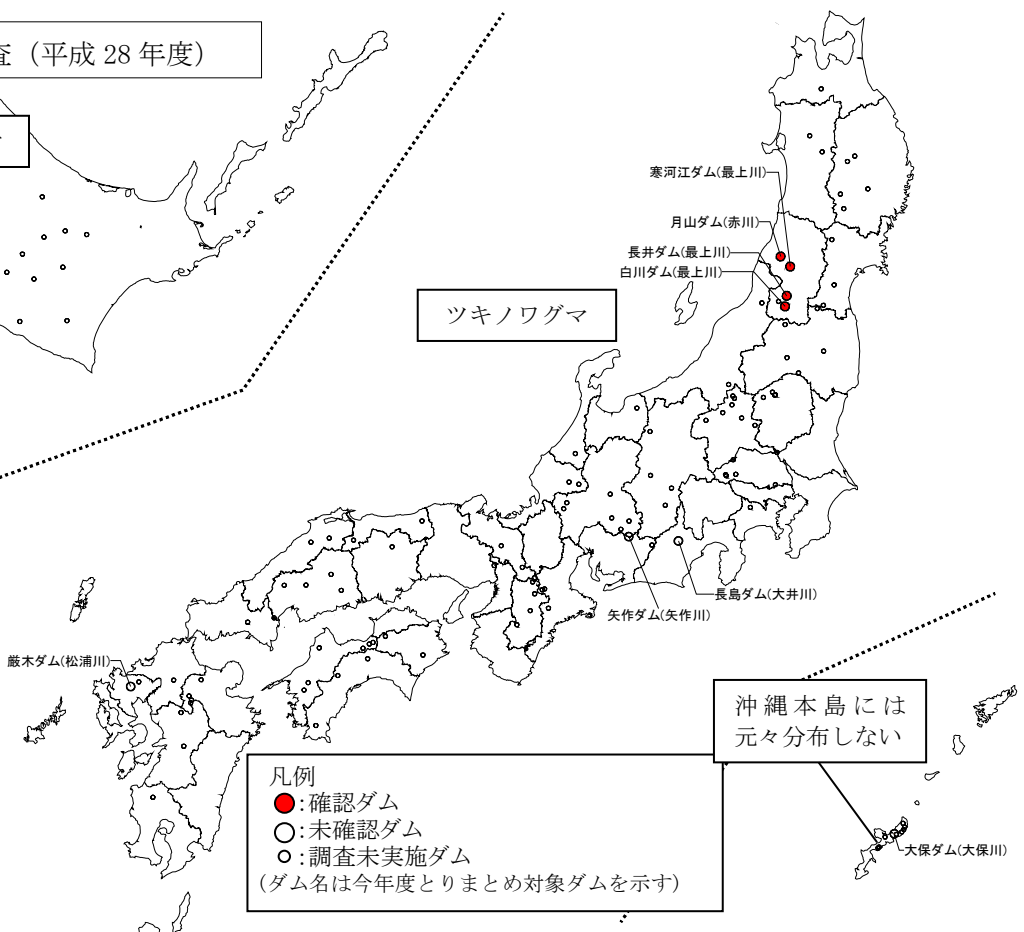 査（平成 28 年度）
寒河江ダム(最上川)
月山ダム(赤川)
長井ダム(最上川)
白川ダム(最上川)
ツキノワグマ
長島ダム(大井川)
矢作ダム(矢作川)
厳木ダム(松浦川)
沖縄本島には
元々分布しない
大保ダム(大保川)
凡例
：確認ダム
：未確認ダム
：調査未実施ダム
(ダム名は今年度とりまとめ対象ダムを示す)